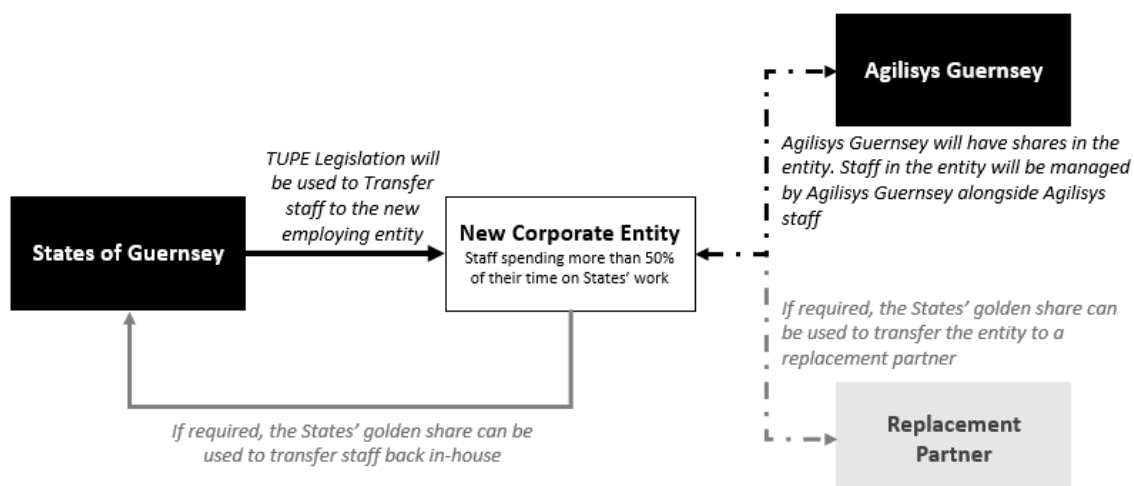 States of Guernsey
TUPE Legislation will
be used to Transfer
staff to the new
employing entity
New Corporate Entity
Staff spending more than 50%
of their time on States' work
Agilisys Guernsey
Agilisys Guernsey will have shares in the
entity. Staff in the entity will be managed
by Agilisys Guernsey alongside Agilisys
staff
If required, the States' golden share can
be used to transfer the entity to a
replacement partner
Replacement
Partner
If required, the States' golden share can be
used to transfer staff back in-house